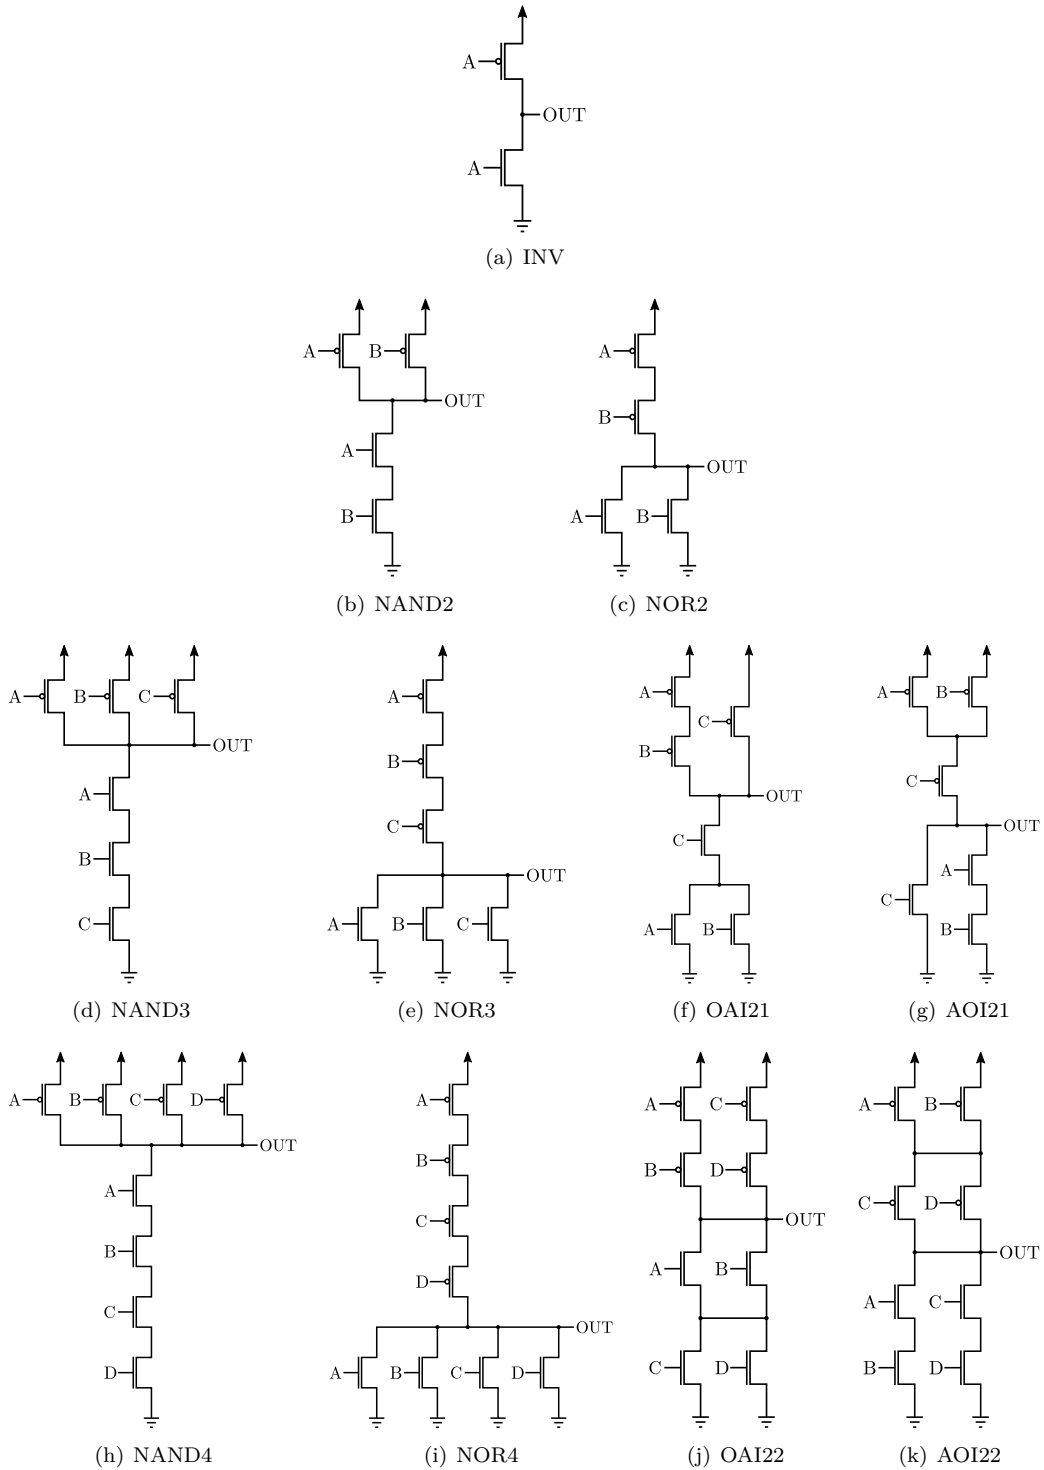 A
OUT
A
(a) INV
A B
OUT
A
B
(b) NAND2
A
B
OUT
A B
(c) NOR2
A B C
OUT
A
B
C
(d) NAND3
A
B
C
OUT
A B C
(e) NOR3
A
C
B
OUT
C
A B
(f) OAI21
A B
C
OUT
A
C
B
(g) AOI21
A B C D
OUT
A
B
C
D
(h) NAND4
A
B
C
D
OUT
A B C D
(i) NOR4
A C
B D
OUT
A B
C D
(j) OAI22
A B
C D
OUT
A C
B D
(k) AOI22